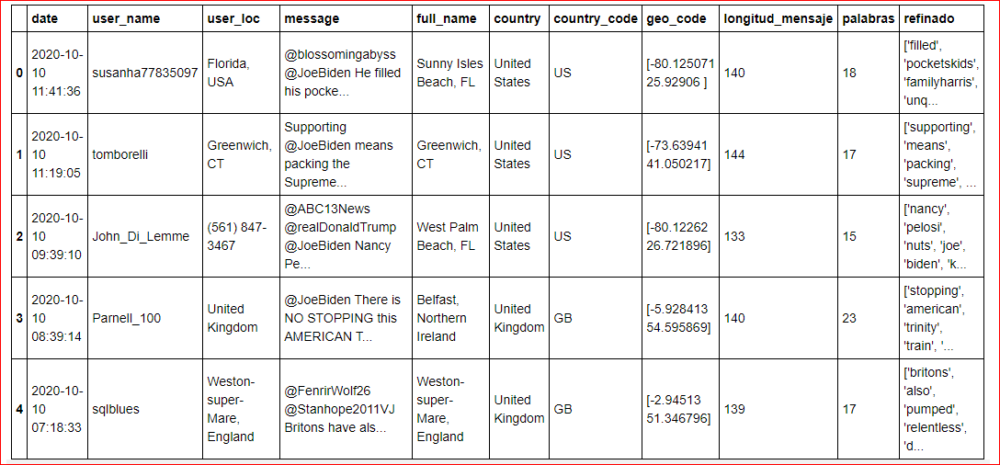 date user_name user_loc message full_name country country_code geo_code longitud_mensaje palabras refinado
0
2020-10-
10
11:41:36
susanha77835097
Florida,
USA
@blossomingabyss
@JoeBiden He filled
his pocke...
Sunny Isles
Beach, FL
United
States
US
[-80.125071
25.92906 ]
140
18
['filled',
'pocketskids',
'familyharris',
'unq...
1
2020-10-
10
11:19:05
tomborelli
Greenwich,
CT
Supporting
@JoeBiden means
packing the
Supreme...
Greenwich,
CT
United
States
US
[-73.63941
41.050217]
144
17
['supporting',
'means',
'packing',
'supreme', ...
2
2020-10-
10
09:39:10
John_Di_Lemme
(561) 847-
3467
@ABC13News
@realDonaldTrump
@JoeBiden Nancy
Pe...
West Palm
Beach, FL
United
States
US
[-80.12262
26.721896]
133
15
['nancy',
'pelosi',
'nuts', 'joe',
'biden', 'k...
3
2020-10-
10
08:39:14
Parnell_100
United
Kingdom
@JoeBiden There is
NO STOPPING this
AMERICAN T...
Belfast,
Northern
Ireland
United
Kingdom
GB
[-5.928413
54.595869]
140
23
['stopping',
'american',
'trinity',
'train', '...
4
2020-10-
10
07:18:33
sqlblues
Weston-
super-
Mare,
England
@FenrirWolf26
@Stanhope2011VJ
Britons have als...
Weston-
super-
Mare,
England
United
Kingdom
GB
[-2.94513
51.346796]
139
17
['britons',
'also',
'pumped',
'relentless',
'd...